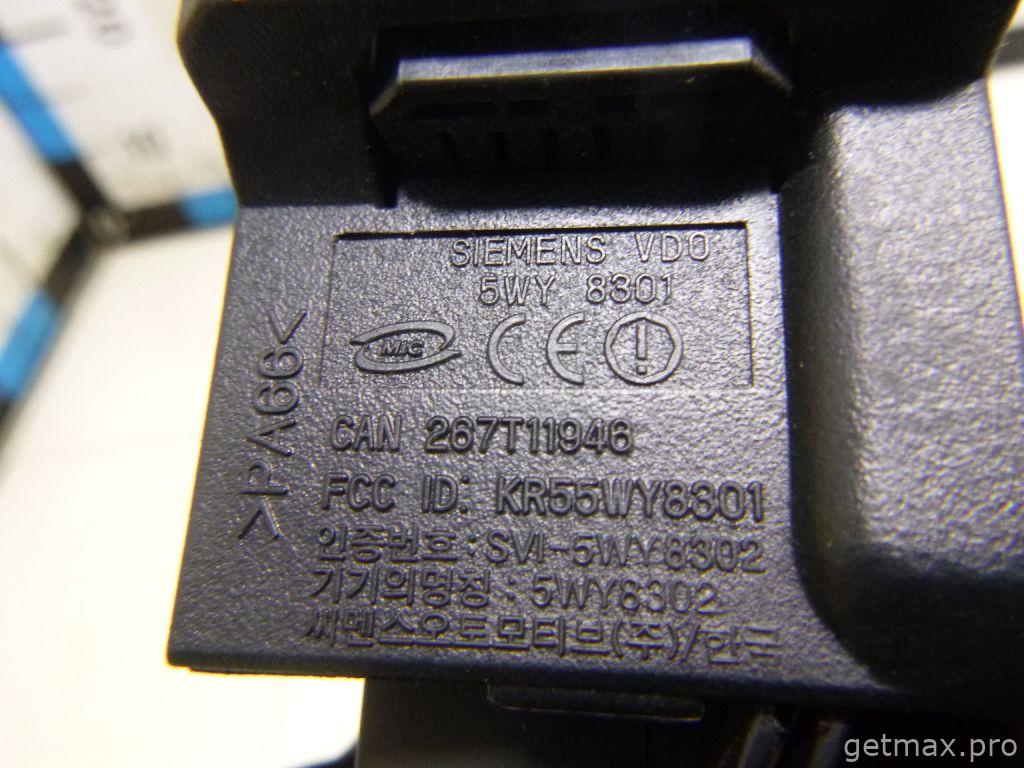 SIEMENS VDO
5WY 8301
MIC CE
>PA66<
CAN 267T11946
FCC ID: KR55WY8301
인증번호:SVI-5WY8302
기기의명칭:5WY8302
씨멘스오토모티브(주)/한국
getmax.pro